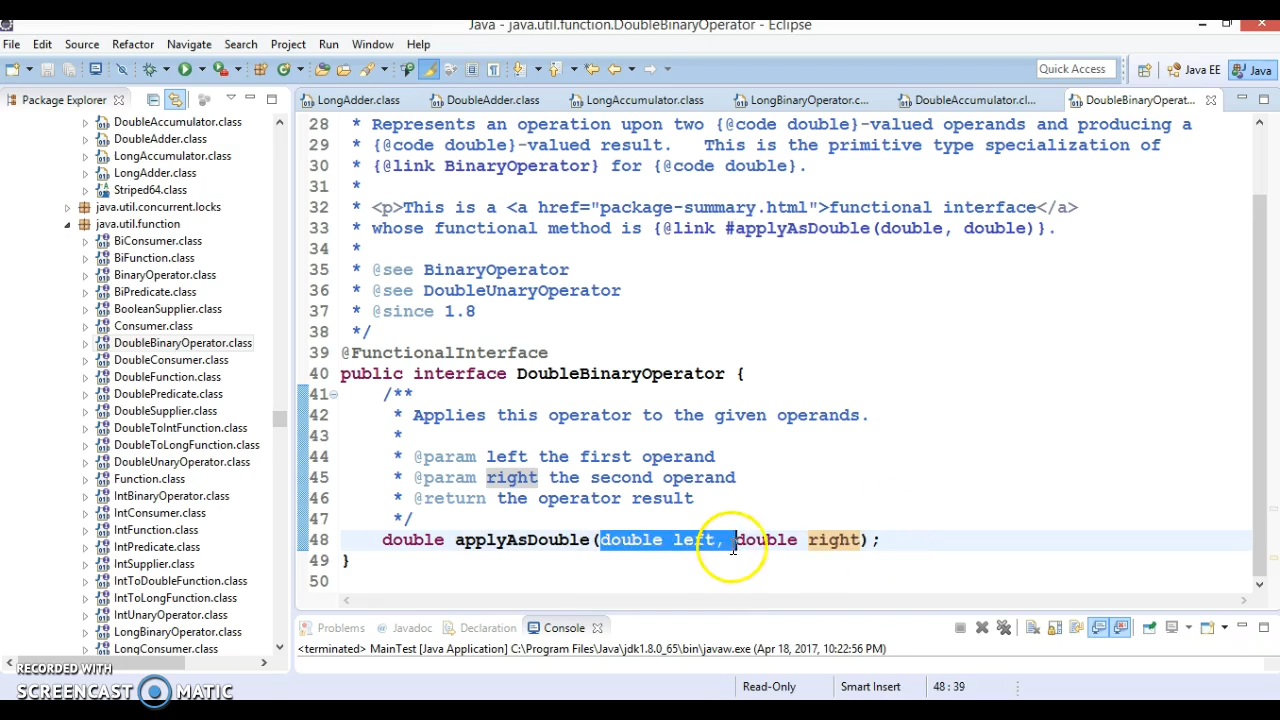 Java - java.util.function.DoubleBinaryOperator - Eclipse
File Edit Source Refactor Navigate Search Project Run Window Help
Quick Access
Java EE
Java
Package Explorer
LongAdder.class
DoubleAdder.class
LongAccumulator.class
LongBinaryOperator.c...
DoubleAccumulator.cl...
DoubleBinaryOperat...
DoubleAccumulator.class
DoubleAdder.class
LongAccumulator.class
LongAdder.class
Striped64.class
java.util.concurrent.locks
java.util.function
BiConsumer.class
BiFunction.class
BinaryOperator.class
BiPredicate.class
BooleanSupplier.class
Consumer.class
DoubleBinaryOperator.class
DoubleConsumer.class
DoubleFunction.class
DoublePredicate.class
DoubleSupplier.class
DoubleToIntFunction.class
DoubleToLongFunction.class
DoubleUnaryOperator.class
Function.class
IntBinaryOperator.class
IntConsumer.class
IntFunction.class
IntPredicate.class
IntSupplier.class
IntToDoubleFunction.class
IntToLongFunction.class
IntUnaryOperator.class
LongBinaryOperator.class
LongConsumer.class
28 * Represents an operation upon two {@code double}-valued operands and producing a
29 * {@code double}-valued result. This is the primitive type specialization of
30 * {@link BinaryOperator} for {@code double}.
31 *
32 * <p>This is a <a href="package-summary.html">functional interface</a>
33 * whose functional method is {@link #applyAsDouble(double, double)}.
34 *
35 * @see BinaryOperator
36 * @see DoubleUnaryOperator
37 * @since 1.8
38 */
39 @FunctionalInterface
40 public interface DoubleBinaryOperator {
41 /**
42 * Applies this operator to the given operands.
43 *
44 * @param left the first operand
45 * @param right the second operand
46 * @return the operator result
47 */
48 double applyAsDouble(double left, double right);
49 }
50
Problems Javadoc Declaration Console
<terminated> MainTest [Java Application] C:\Program Files\Java\jdk1.8.0_65\bin\javaw.exe (Apr 18, 2017, 10:22:56 PM)
Read-Only Smart Insert 48 : 39
RECORDED WITH
SCREENCAST MATIC